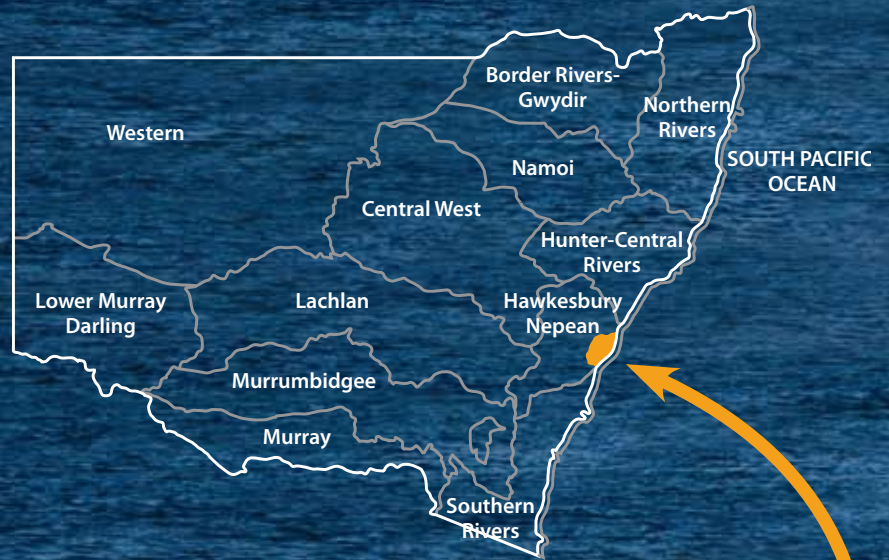 Border Rivers-
Gwydir
Northern
Rivers
Western
SOUTH PACIFIC
OCEAN
Namoi
Central West
Hunter-Central
Rivers
Lower Murray
Darling
Lachlan
Hawkesbury
Nepean
Murrumbidgee
Murray
Southern
Rivers